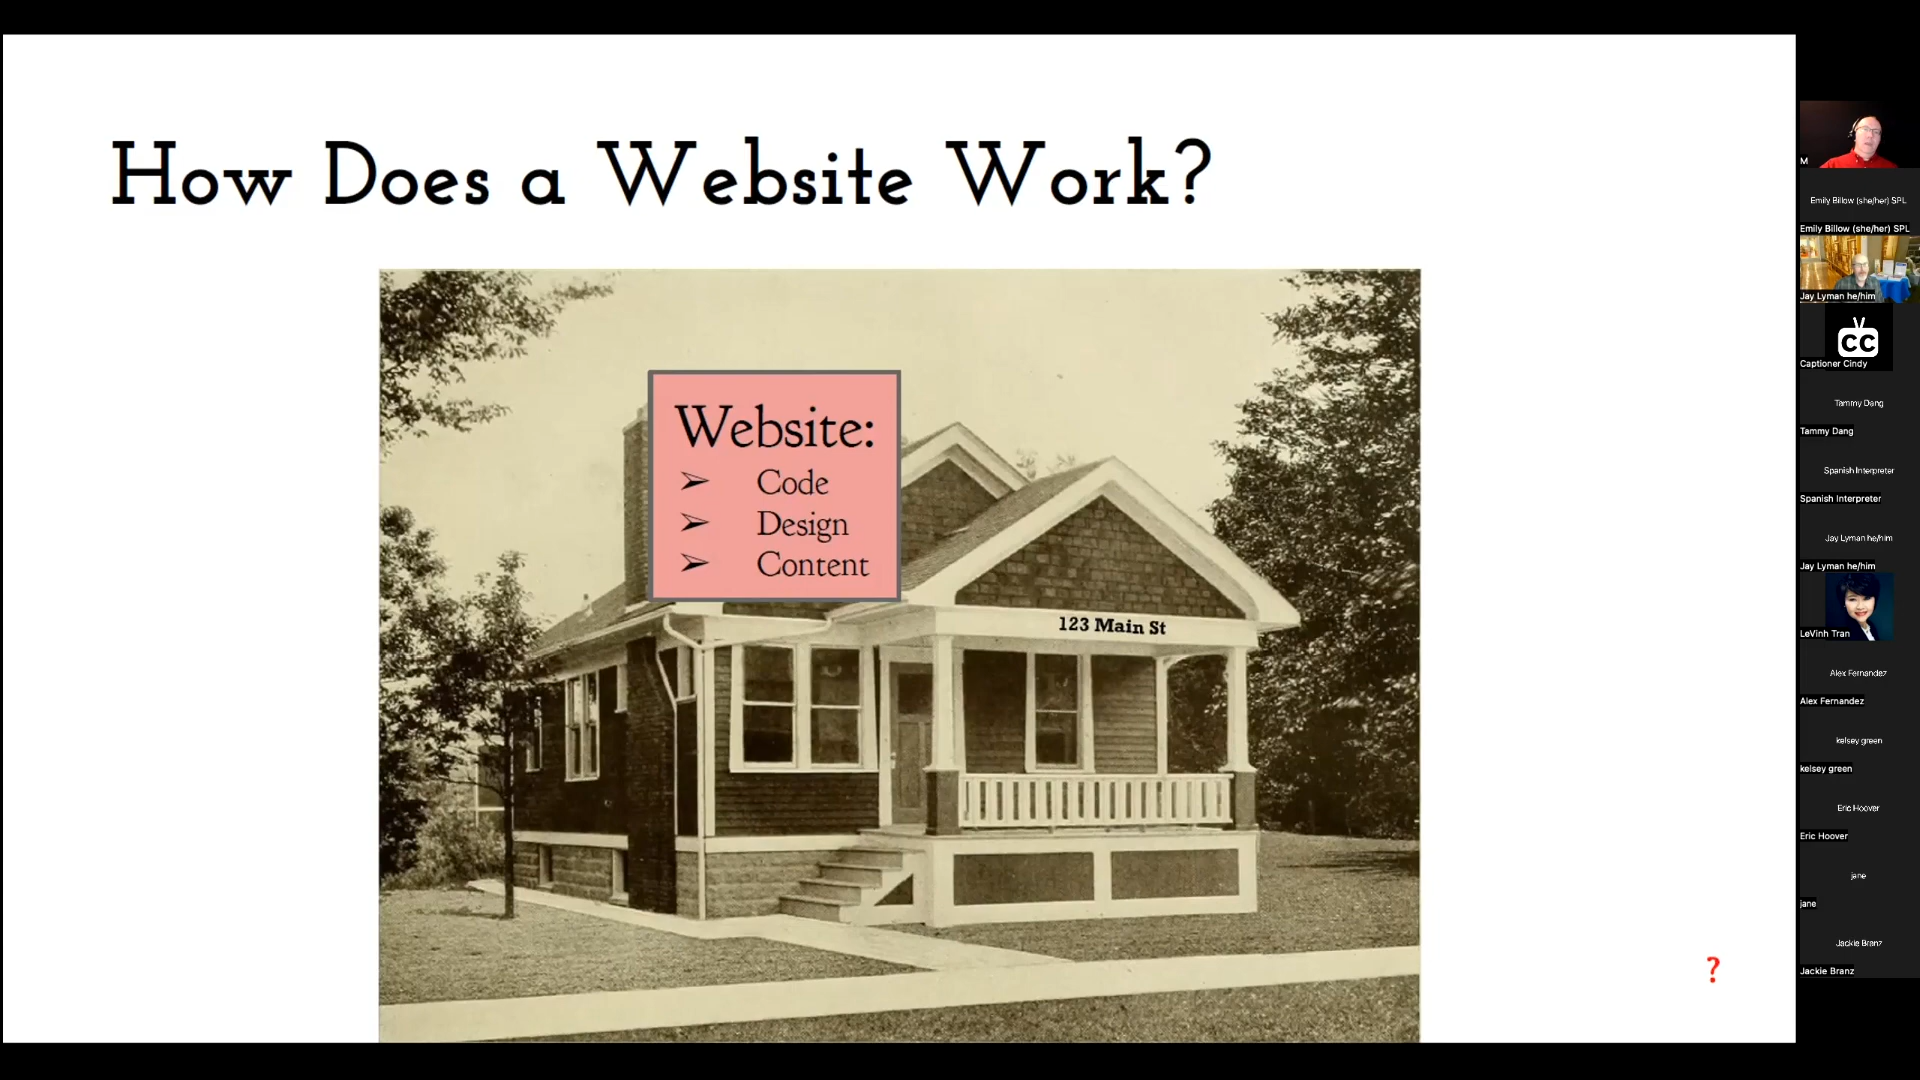 How Does a Website Work?
Website:
➢ Code
➢ Design
➢ Content
123 Main St
?
M
Emily Billow (she/her) SPL
Emily Billow (she/her) SPL
Jay Lyman he/him
CC
Captioner Cindy
Tammy Dang
Tammy Dang
Spanish Interpreter
Spanish Interpreter
Jay Lyman he/him
Jay Lyman he/him
LeVinh Tran
Alex Fernandez
Alex Fernandez
kelsey green
kelsey green
Eric Hoover
Eric Hoover
jane
jane
Jackie Branz
Jackie Branz